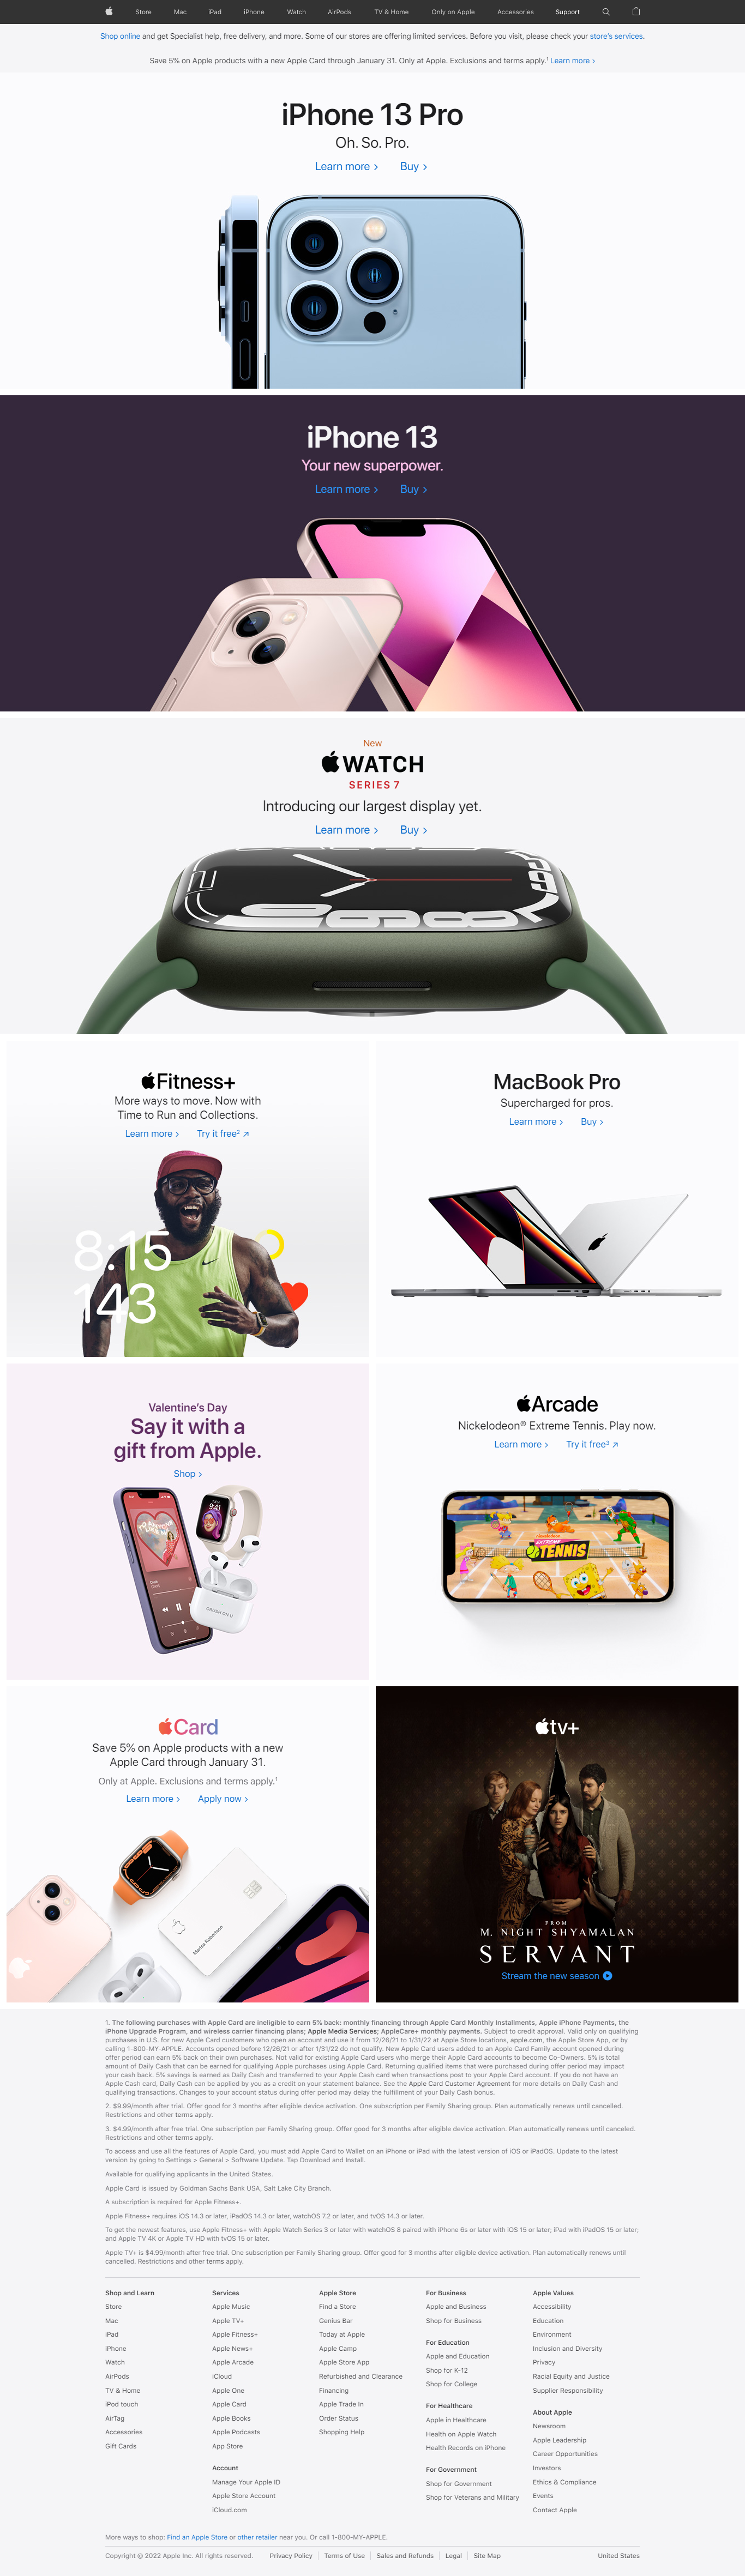 Store Mac iPad iPhone Watch AirPods TV & Home Only on Apple Accessories Support
Shop online and get Specialist help, free delivery, and more. Some of our stores are offering limited services. Before you visit, please check your store's services.
Save 5% on Apple products with a new Apple Card through January 31. Only at Apple. Exclusions and terms apply.¹ Learn more >
iPhone 13 Pro
Oh. So. Pro.
Learn more > Buy >
iPhone 13
Your new superpower.
Learn more > Buy >
New
WATCH
SERIES 7
Introducing our largest display yet.
Learn more > Buy >
Fitness+
More ways to move. Now with
Time to Run and Collections.
Learn more > Try it free² ↗
8:15
143
MacBook Pro
Supercharged for pros.
Learn more > Buy >
Valentine's Day
Say it with a
gift from Apple.
Shop >
9:41
CRUSH ON U
Arcade
Nickelodeon® Extreme Tennis. Play now.
Learn more > Try it free³ ↗
nickelodeon
EXTREME
TENNIS
Card
Save 5% on Apple products with a new
Apple Card through January 31.
Only at Apple. Exclusions and terms apply.¹
Learn more > Apply now >
Marisa Robertson
tv+
FROM
M. NIGHT SHYAMALAN
SERVANT
Stream the new season
1. The following purchases with Apple Card are ineligible to earn 5% back: monthly financing through Apple Card Monthly Installments, Apple iPhone Payments, the
iPhone Upgrade Program, and wireless carrier financing plans; Apple Media Services; AppleCare+ monthly payments. Subject to credit approval. Valid only on qualifying
purchases in U.S. for new Apple Card customers who open an account and use it from 12/26/21 to 1/31/22 at Apple Store locations, apple.com, the Apple Store App, or by
calling 1-800-MY-APPLE. Accounts opened before 12/26/21 or after 1/31/22 do not qualify. New Apple Card users added to an Apple Card Family account opened during
offer period can earn 5% back on their own purchases. Not valid for existing Apple Card users who merge their Apple Card accounts to become Co-Owners. 5% is total
amount of Daily Cash that can be earned for qualifying Apple purchases using Apple Card. Returning qualified items that were purchased during offer period may impact
your cash back. 5% savings is earned as Daily Cash and transferred to your Apple Cash card when transactions post to your Apple Card account. If you do not have an
Apple Cash card, Daily Cash can be applied by you as a credit on your statement balance. See the Apple Card Customer Agreement for more details on Daily Cash and
qualifying transactions. Changes to your account status during offer period may delay the fulfillment of your Daily Cash bonus.
2. $9.99/month after trial. Offer good for 3 months after eligible device activation. One subscription per Family Sharing group. Plan automatically renews until cancelled.
Restrictions and other terms apply.
3. $4.99/month after free trial. One subscription per Family Sharing group. Offer good for 3 months after eligible device activation. Plan automatically renews until canceled.
Restrictions and other terms apply.
To access and use all the features of Apple Card, you must add Apple Card to Wallet on an iPhone or iPad with the latest version of iOS or iPadOS. Update to the latest
version by going to Settings > General > Software Update. Tap Download and Install.
Available for qualifying applicants in the United States.
Apple Card is issued by Goldman Sachs Bank USA, Salt Lake City Branch.
A subscription is required for Apple Fitness+.
Apple Fitness+ requires iOS 14.3 or later, iPadOS 14.3 or later, watchOS 7.2 or later, and tvOS 14.3 or later.
To get the newest features, use Apple Fitness+ with Apple Watch Series 3 or later with watchOS 8 paired with iPhone 6s or later with iOS 15 or later; iPad with iPadOS 15 or later;
and Apple TV 4K or Apple TV HD with tvOS 15 or later.
Apple TV+ is $4.99/month after free trial. One subscription per Family Sharing group. Offer good for 3 months after eligible device activation. Plan automatically renews until
cancelled. Restrictions and other terms apply.
Shop and Learn
Store
Mac
iPad
iPhone
Watch
AirPods
TV & Home
iPod touch
AirTag
Accessories
Gift Cards
Services
Apple Music
Apple TV+
Apple Fitness+
Apple News+
Apple Arcade
iCloud
Apple One
Apple Card
Apple Books
Apple Podcasts
App Store
Account
Manage Your Apple ID
Apple Store Account
iCloud.com
Apple Store
Find a Store
Genius Bar
Today at Apple
Apple Camp
Apple Store App
Refurbished and Clearance
Financing
Apple Trade In
Order Status
Shopping Help
For Business
Apple and Business
Shop for Business
For Education
Apple and Education
Shop for K-12
Shop for College
For Healthcare
Apple in Healthcare
Health on Apple Watch
Health Records on iPhone
For Government
Shop for Government
Shop for Veterans and Military
Apple Values
Accessibility
Education
Environment
Inclusion and Diversity
Privacy
Racial Equity and Justice
Supplier Responsibility
About Apple
Newsroom
Apple Leadership
Career Opportunities
Investors
Ethics & Compliance
Events
Contact Apple
More ways to shop: Find an Apple Store or other retailer near you. Or call 1-800-MY-APPLE.
Copyright © 2022 Apple Inc. All rights reserved. Privacy Policy | Terms of Use | Sales and Refunds | Legal | Site Map United States